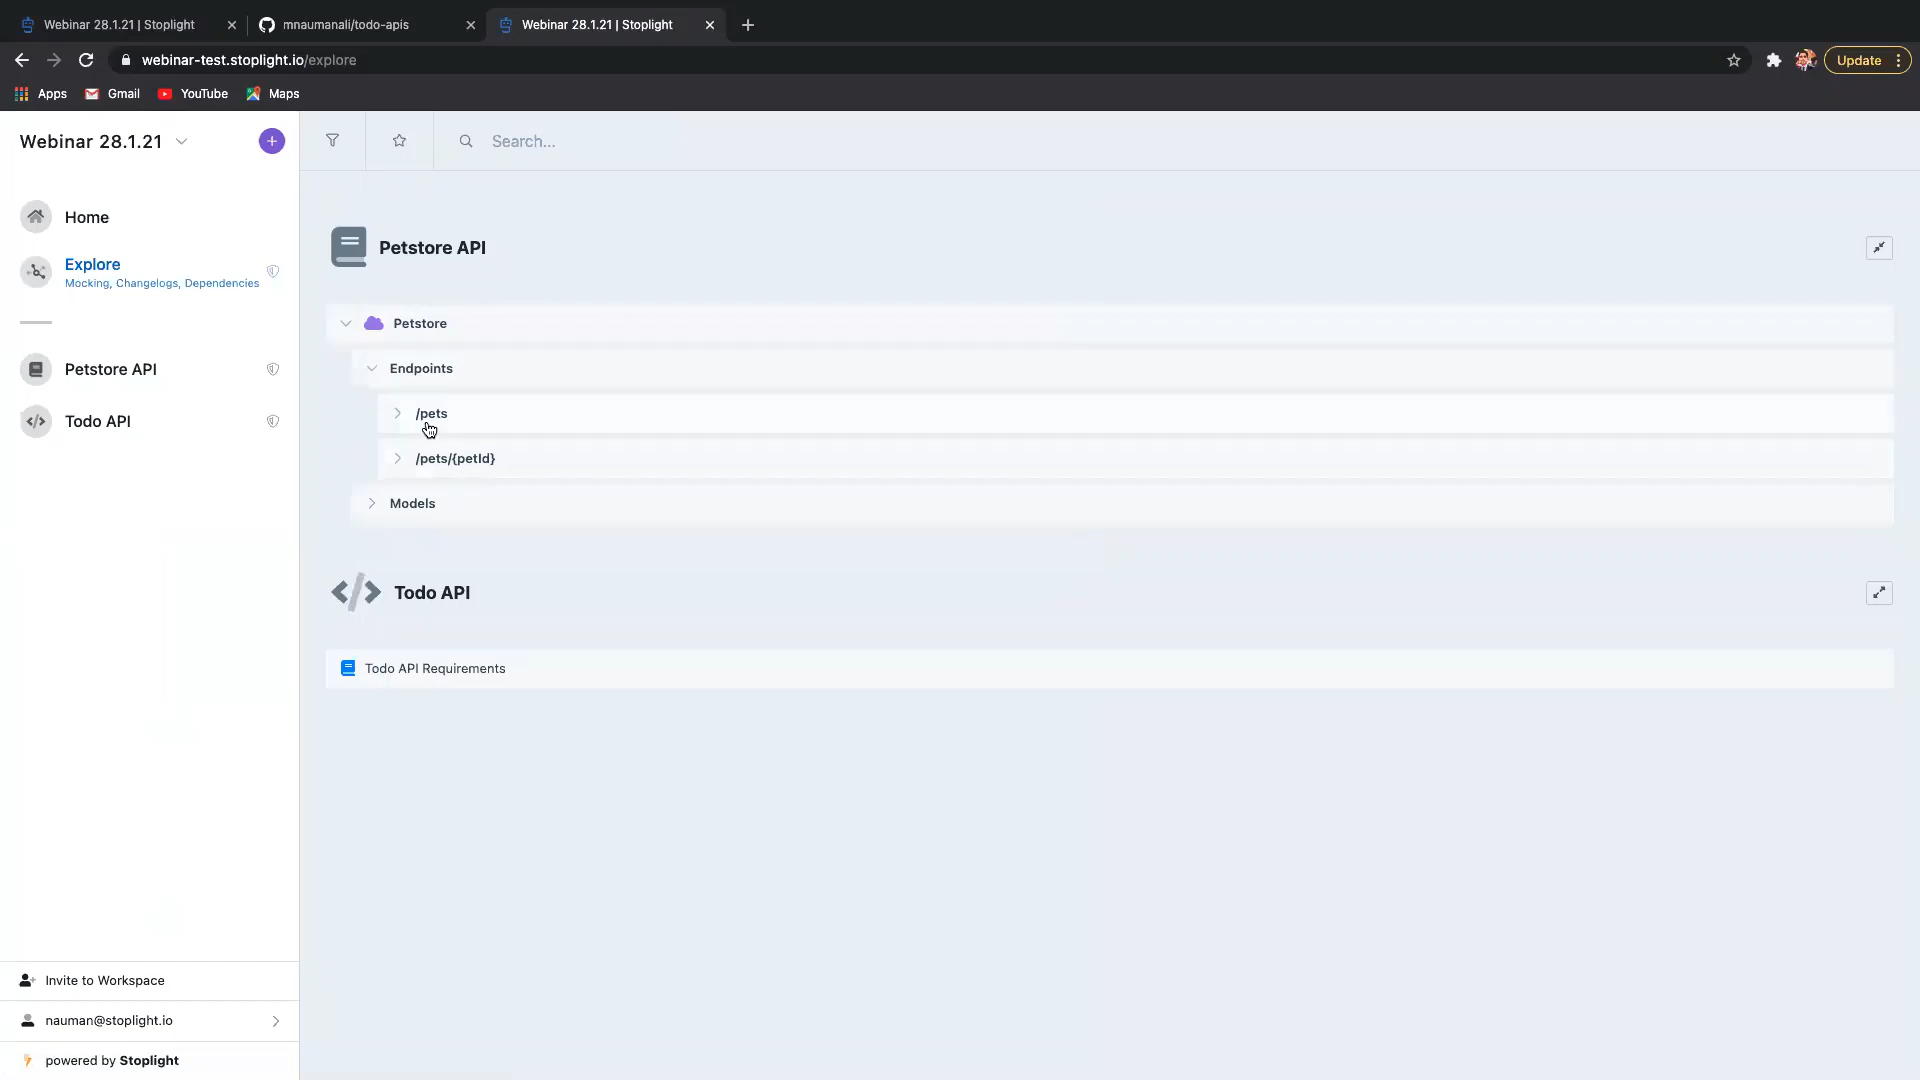 Webinar 28.1.21 | Stoplight
mnaumanali/todo-apis
Webinar 28.1.21 | Stoplight
webinar-test.stoplight.io/explore
Update
Apps
Gmail
YouTube
Maps
Webinar 28.1.21
Search...
Home
Explore
Mocking, Changelogs, Dependencies
Petstore API
Todo API
Petstore API
Petstore
Endpoints
/pets
/pets/{petId}
Models
Todo API
Todo API Requirements
Invite to Workspace
nauman@stoplight.io
powered by Stoplight